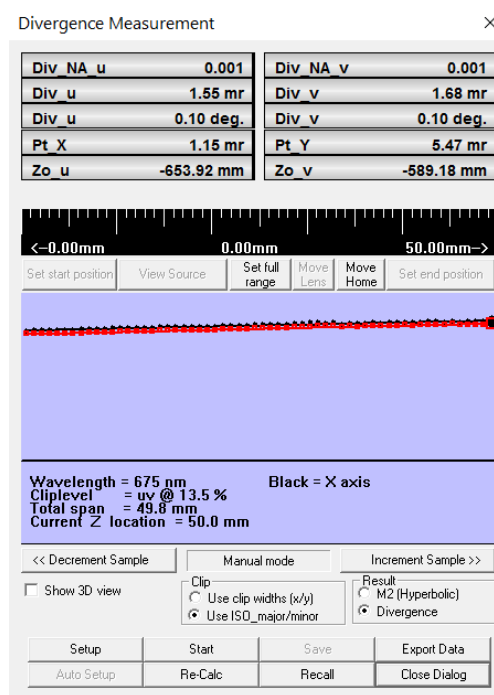 Divergence Measurement
Div_NA_u 0.001 Div_NA_v 0.001
Div_u 1.55 mr Div_v 1.68 mr
Div_u 0.10 deg. Div_v 0.10 deg.
Pt_X 1.15 mr Pt_Y 5.47 mr
Zo_u -653.92 mm Zo_v -589.18 mm
<-0.00mm 0.00mm 50.00mm->
Set start position View Source Set full range Move Lens Move Home Set end position
Wavelength = 675 nm Black = X axis
Cliplevel = uv @ 13.5 %
Total span = 49.8 mm
Current Z location = 50.0 mm
<< Decrement Sample Manual mode Increment Sample >>
Show 3D view
Clip
Use clip widths (x/y)
Use ISO_major/minor
Result
M2 (Hyperbolic)
Divergence
Setup Start Save Export Data
Auto Setup Re-Calc Recall Close Dialog